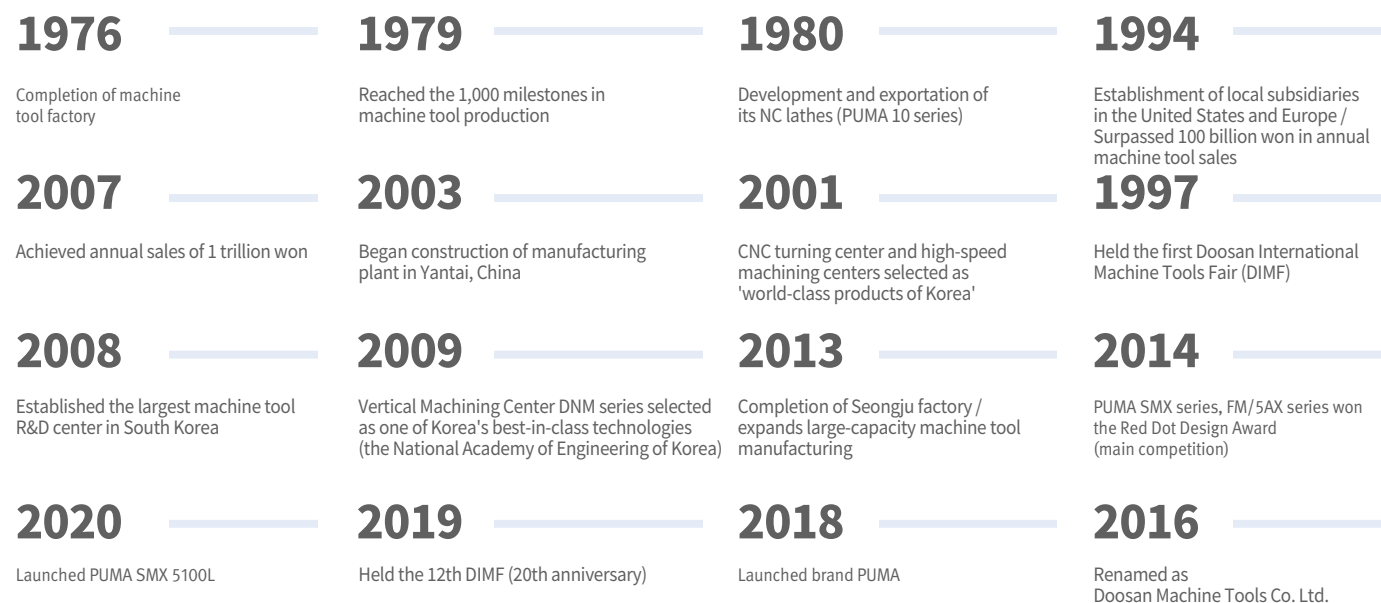 1976
Completion of machine
tool factory
1979
Reached the 1,000 milestones in
machine tool production
1980
Development and exportation of
its NC lathes (PUMA 10 series)
1994
Establishment of local subsidiaries
in the United States and Europe /
Surpassed 100 billion won in annual
machine tool sales
2007
Achieved annual sales of 1 trillion won
2003
Began construction of manufacturing
plant in Yantai, China
2001
CNC turning center and high-speed
machining centers selected as
'world-class products of Korea'
1997
Held the first Doosan International
Machine Tools Fair (DIMF)
2008
Established the largest machine tool
R&D center in South Korea
2009
Vertical Machining Center DNM series selected
as one of Korea's best-in-class technologies
(the National Academy of Engineering of Korea)
2013
Completion of Seongju factory /
expands large-capacity machine tool
manufacturing
2014
PUMA SMX series, FM/5AX series won
the Red Dot Design Award
(main competition)
2020
Launched PUMA SMX 5100L
2019
Held the 12th DIMF (20th anniversary)
2018
Launched brand PUMA
2016
Renamed as
Doosan Machine Tools Co. Ltd.